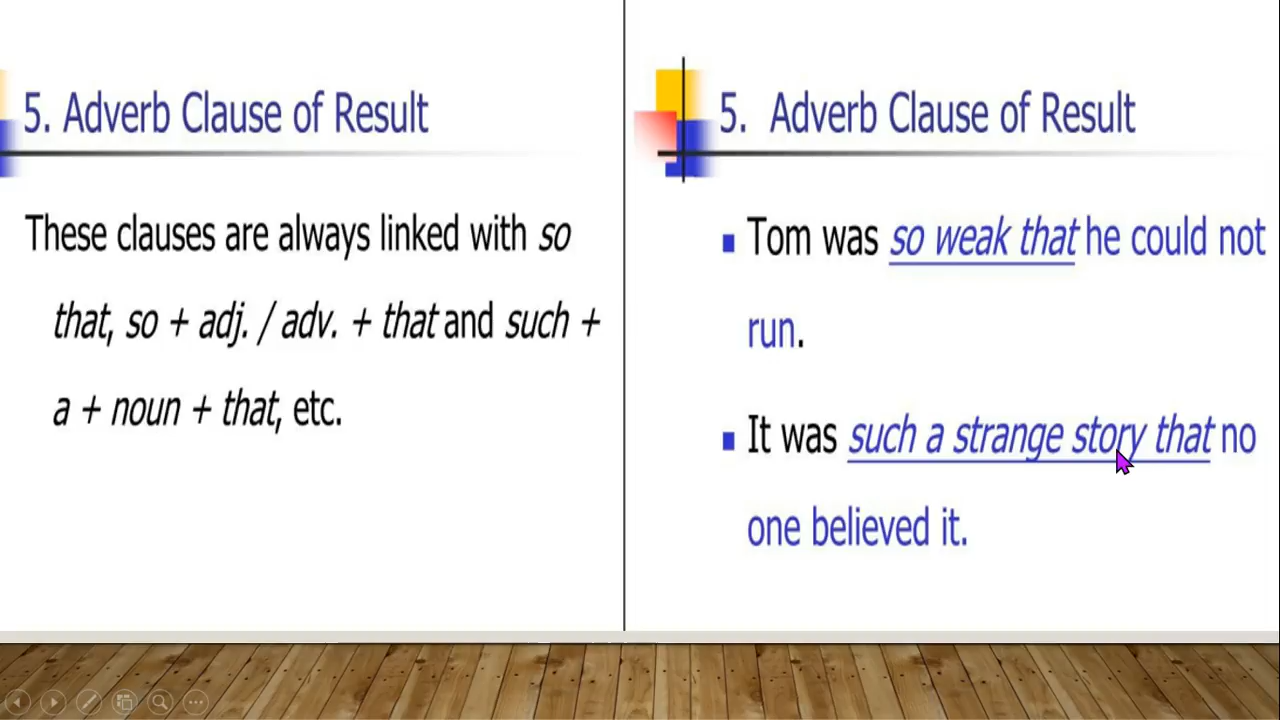 5. Adverb Clause of Result
These clauses are always linked with so
that, so + adj. / adv. + that and such +
a + noun + that, etc.
5. Adverb Clause of Result
Tom was so weak that he could not
run.
It was such a strange story that no
one believed it.